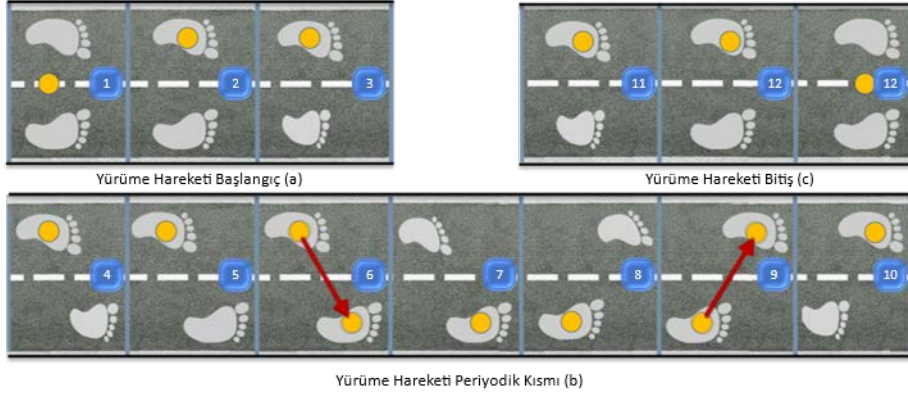 1 2 3
11 12 12
Yürüme Hareketi Başlangıç (a)
Yürüme Hareketi Bitiş (c)
4 5 6 7 8 9 10
Yürüme Hareketi Periyodik Kısmı (b)